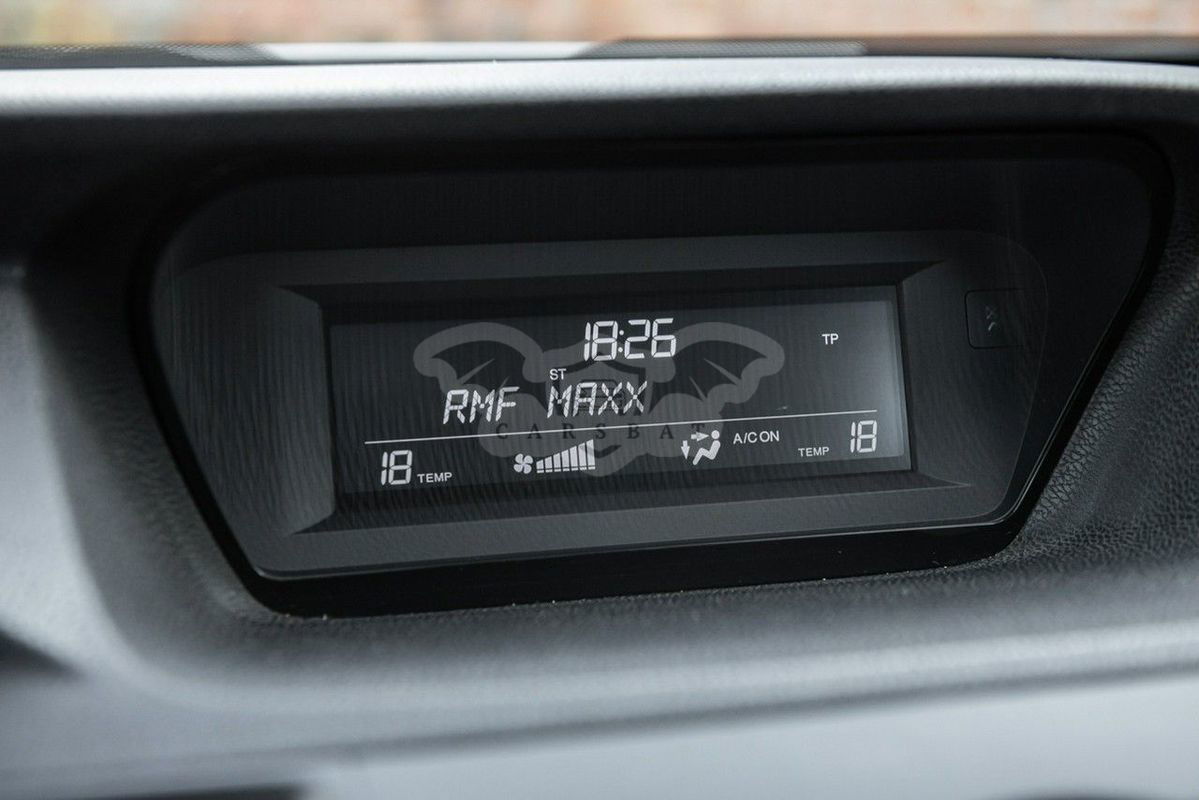 18:26
TP
ST
RMF MAXX
CARSBAT
18 TEMP
A/C ON
TEMP 18